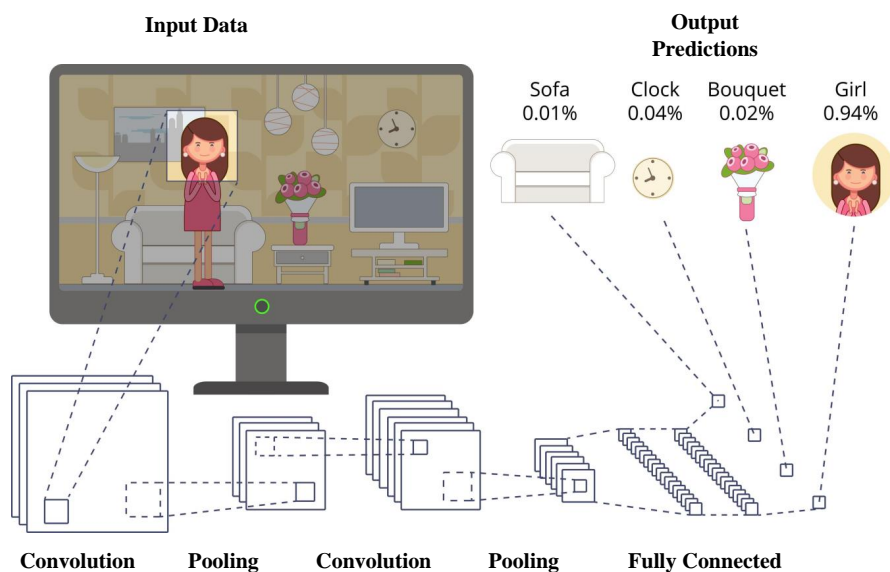 Input Data
Output
Predictions
Sofa Clock Bouquet Girl
0.01% 0.04% 0.02% 0.94%
Convolution Pooling Convolution Pooling Fully Connected